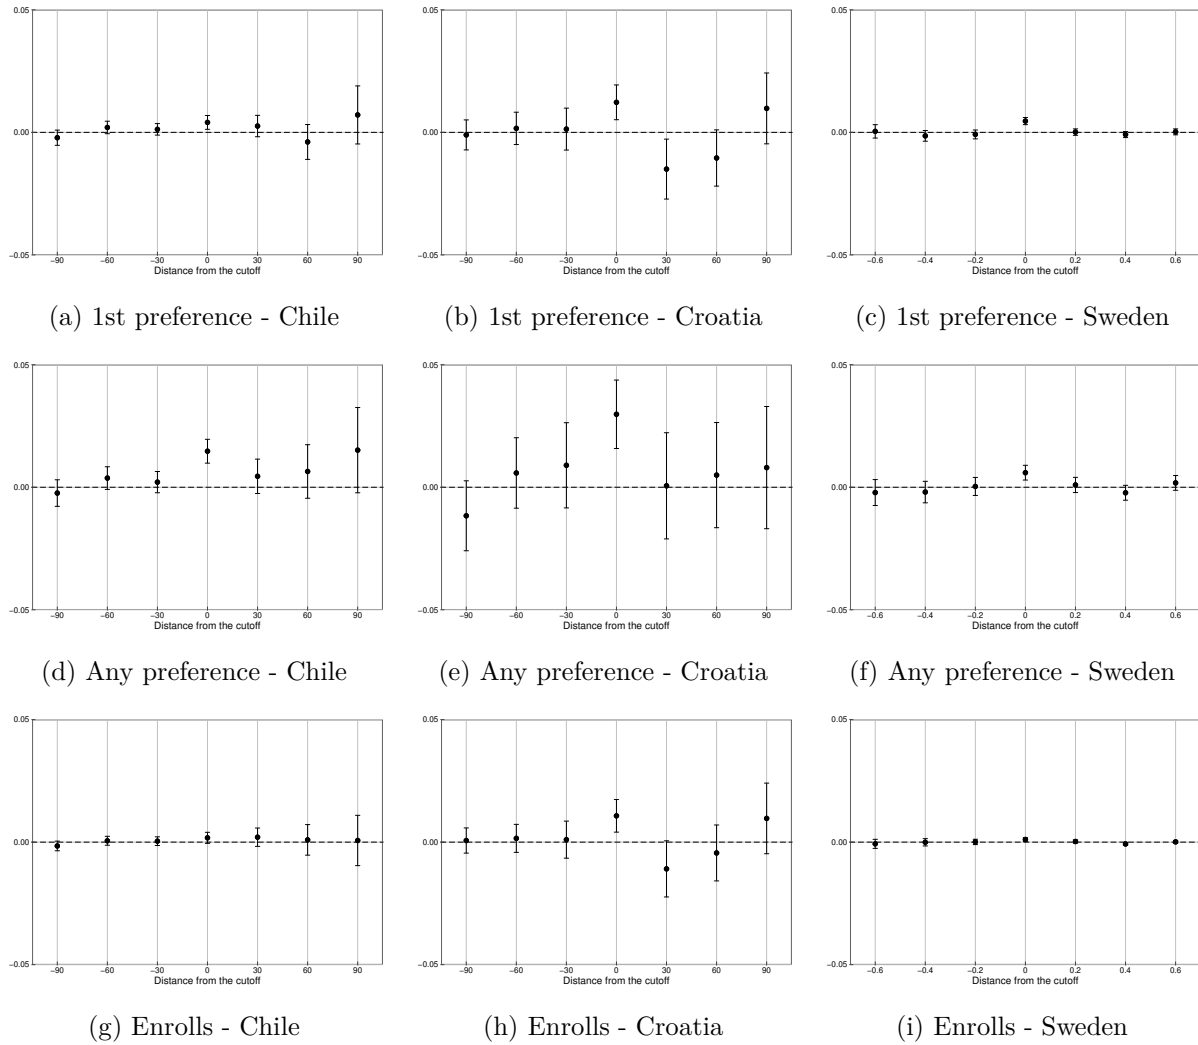 0.05 0.05 0.05
0.00 0.00 0.00
−0.05 −0.05 −0.05
−90 −60 −30 0 30 60 90 −90 −60 −30 0 30 60 90 −0.6 −0.4 −0.2 0 0.2 0.4 0.6
Distance from the cutoff Distance from the cutoff Distance from the cutoff
(a) 1st preference - Chile (b) 1st preference - Croatia (c) 1st preference - Sweden
0.05 0.05 0.05
0.00 0.00 0.00
−0.05 −0.05 −0.05
−90 −60 −30 0 30 60 90 −90 −60 −30 0 30 60 90 −0.6 −0.4 −0.2 0 0.2 0.4 0.6
Distance from the cutoff Distance from the cutoff Distance from the cutoff
(d) Any preference - Chile (e) Any preference - Croatia (f) Any preference - Sweden
0.05 0.05 0.05
0.00 0.00 0.00
−0.05 −0.05 −0.05
−90 −60 −30 0 30 60 90 −90 −60 −30 0 30 60 90 −0.6 −0.4 −0.2 0 0.2 0.4 0.6
Distance from the cutoff Distance from the cutoff Distance from the cutoff
(g) Enrolls - Chile (h) Enrolls - Croatia (i) Enrolls - Sweden